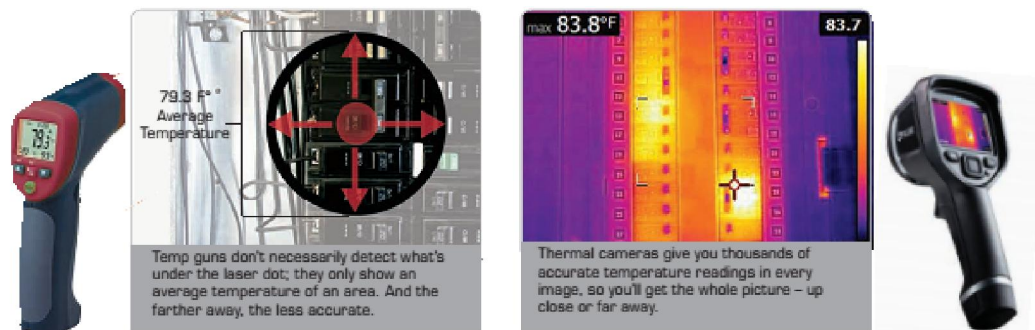 79.3 F° °
Average
Temperature
79.3
Temp guns don't necessarily detect what's
under the laser dot; they only show an
average temperature of an area. And the
farther away, the less accurate.
max 83.8°F
83.7
Thermal cameras give you thousands of
accurate temperature readings in every
image, so you'll get the whole picture – up
close or far away.